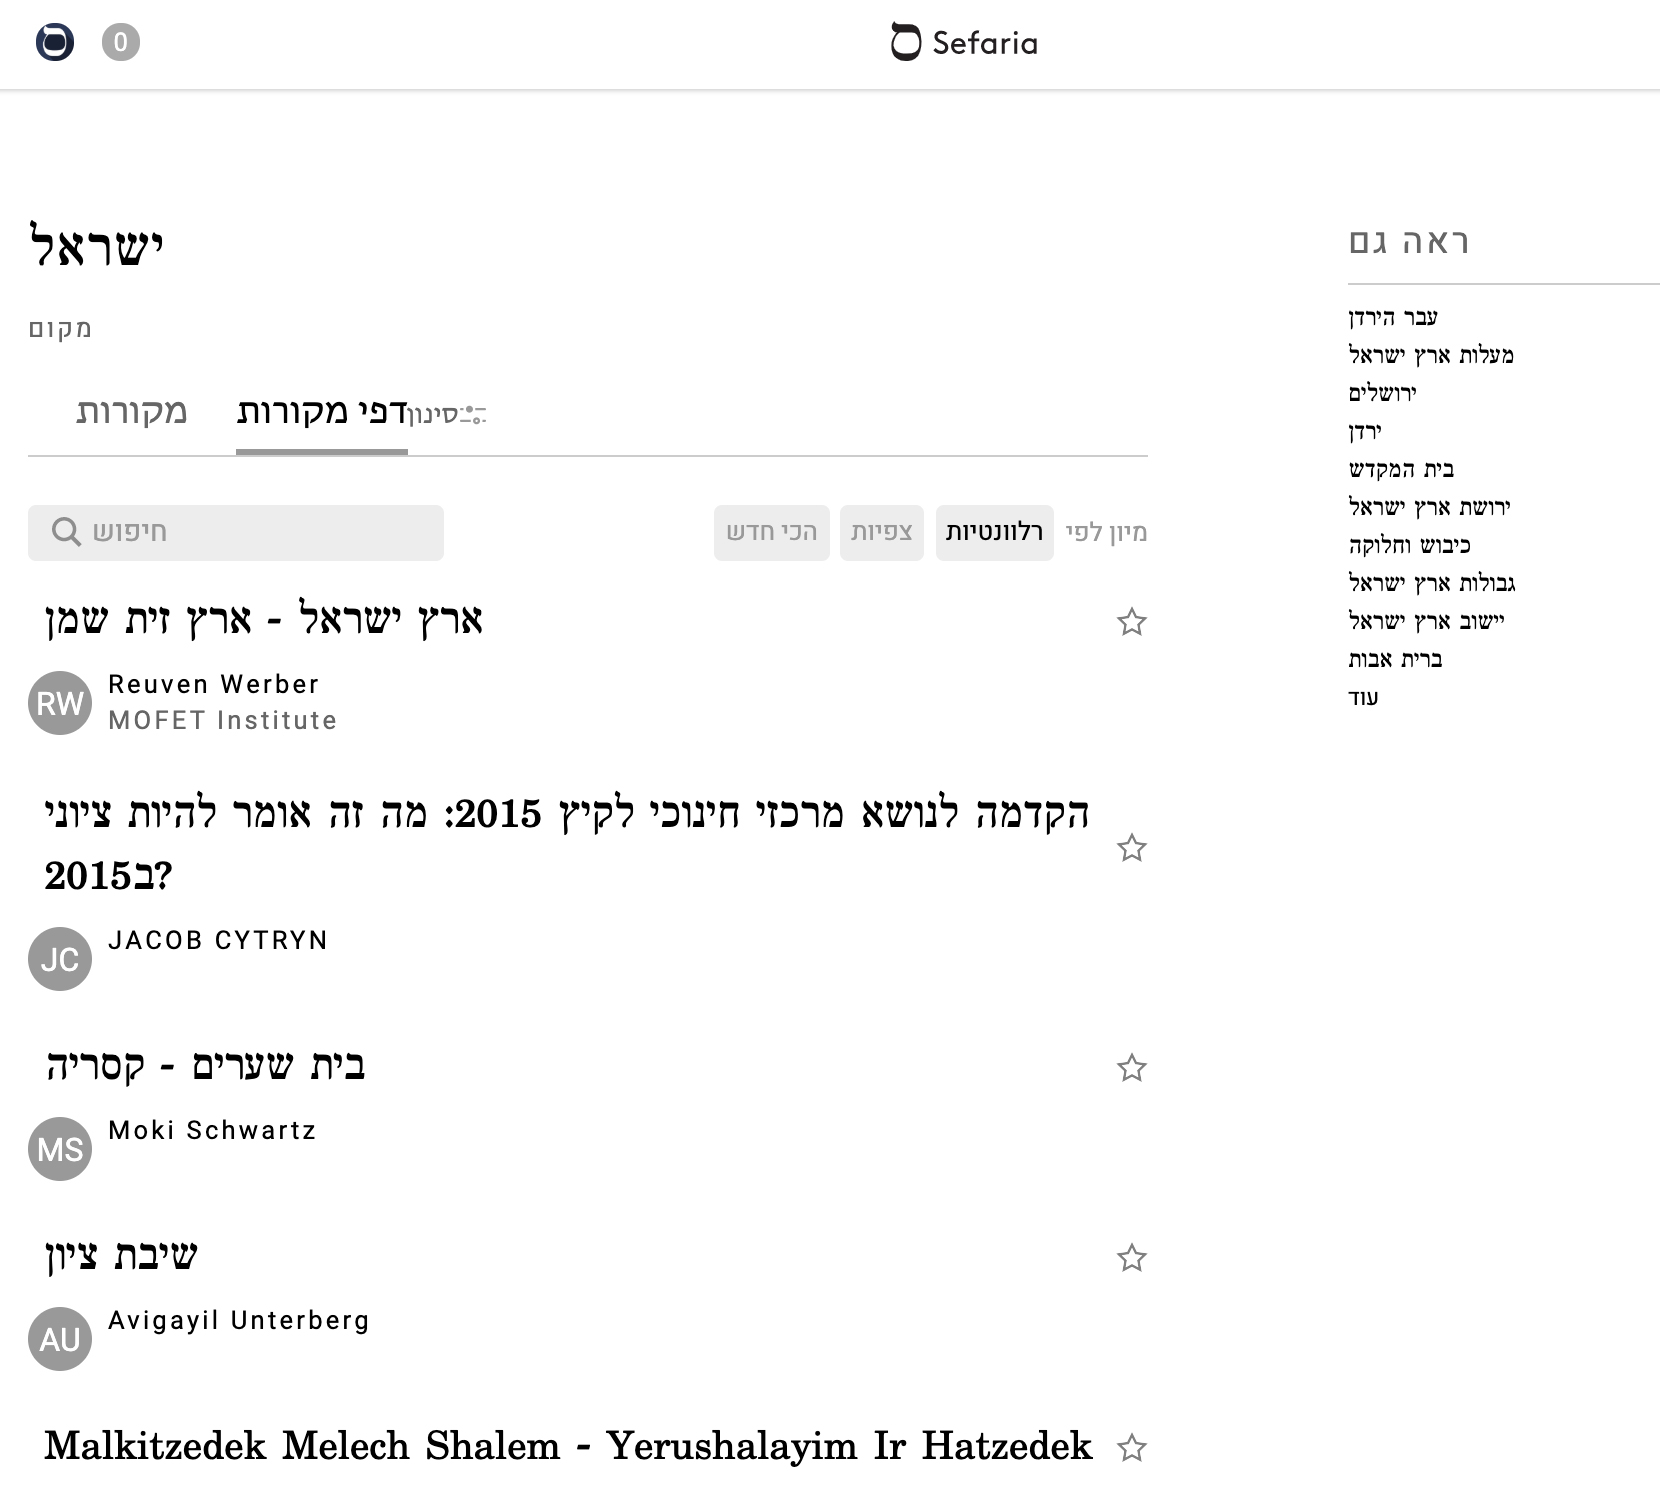 0
Sefaria
ישראל
מקום
מקורות
דפי מקורות
סינון
חיפוש
מיון לפי
רלוונטיות
צפיות
הכי חדש
ארץ ישראל - ארץ זית שמן
RW
Reuven Werber
MOFET Institute
הקדמה לנושא מרכזי חינוכי לקיץ 2015: מה זה אומר להיות ציוני
ב2015?
JC
JACOB CYTRYN
בית שערים - קסריה
MS
Moki Schwartz
שיבת ציון
AU
Avigayil Unterberg
Malkitzedek Melech Shalem - Yerushalayim Ir Hatzedek
ראה גם
עבר הירדן
מעלות ארץ ישראל
ירושלים
ירדן
בית המקדש
ירושת ארץ ישראל
כיבוש וחלוקה
גבולות ארץ ישראל
יישוב ארץ ישראל
ברית אבות
עוד